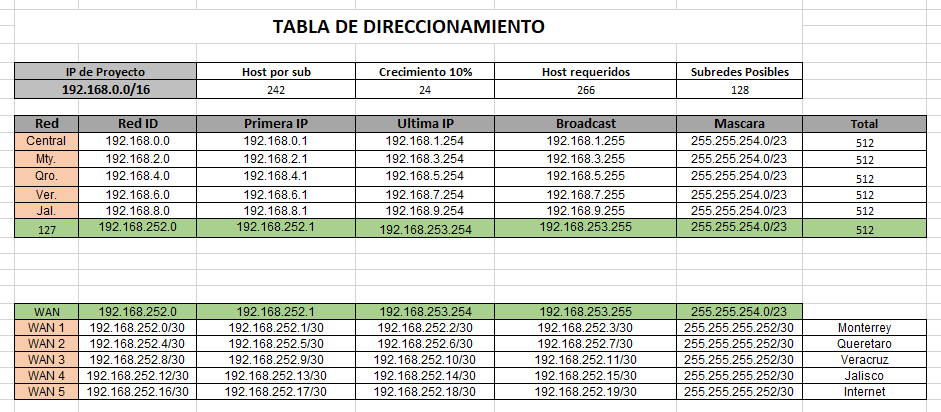 TABLA DE DIRECCIONAMIENTO
IP de Proyecto Host por sub Crecimiento 10% Host requeridos Subredes Posibles
192.168.0.0/16 242 24 266 128
Red Red ID Primera IP Ultima IP Broadcast Mascara Total
Central 192.168.0.0 192.168.0.1 192.168.1.254 192.168.1.255 255.255.254.0/23 512
Mty. 192.168.2.0 192.168.2.1 192.168.3.254 192.168.3.255 255.255.254.0/23 512
Qro. 192.168.4.0 192.168.4.1 192.168.5.254 192.168.5.255 255.255.254.0/23 512
Ver. 192.168.6.0 192.168.6.1 192.168.7.254 192.168.7.255 255.255.254.0/23 512
Jal. 192.168.8.0 192.168.8.1 192.168.9.254 192.168.9.255 255.255.254.0/23 512
127 192.168.252.0 192.168.252.1 192.168.253.254 192.168.253.255 255.255.254.0/23 512
WAN 192.168.252.0 192.168.252.1 192.168.253.254 192.168.253.255 255.255.254.0/23
WAN 1 192.168.252.0/30 192.168.252.1/30 192.168.252.2/30 192.168.252.3/30 255.255.255.252/30 Monterrey
WAN 2 192.168.252.4/30 192.168.252.5/30 192.168.252.6/30 192.168.252.7/30 255.255.255.252/30 Queretaro
WAN 3 192.168.252.8/30 192.168.252.9/30 192.168.252.10/30 192.168.252.11/30 255.255.255.252/30 Veracruz
WAN 4 192.168.252.12/30 192.168.252.13/30 192.168.252.14/30 192.168.252.15/30 255.255.255.252/30 Jalisco
WAN 5 192.168.252.16/30 192.168.252.17/30 192.168.252.18/30 192.168.252.19/30 255.255.255.252/30 Internet